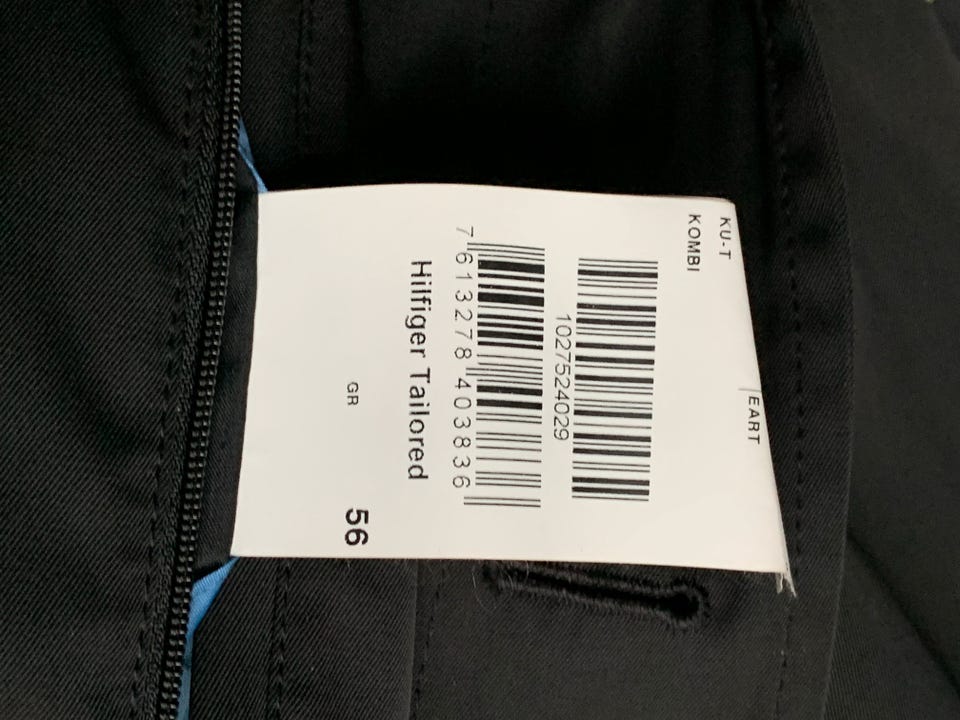 EART
KU-T
KOMBI
1027524029
7 613278 403836
Hilfiger Tailored
GR 56